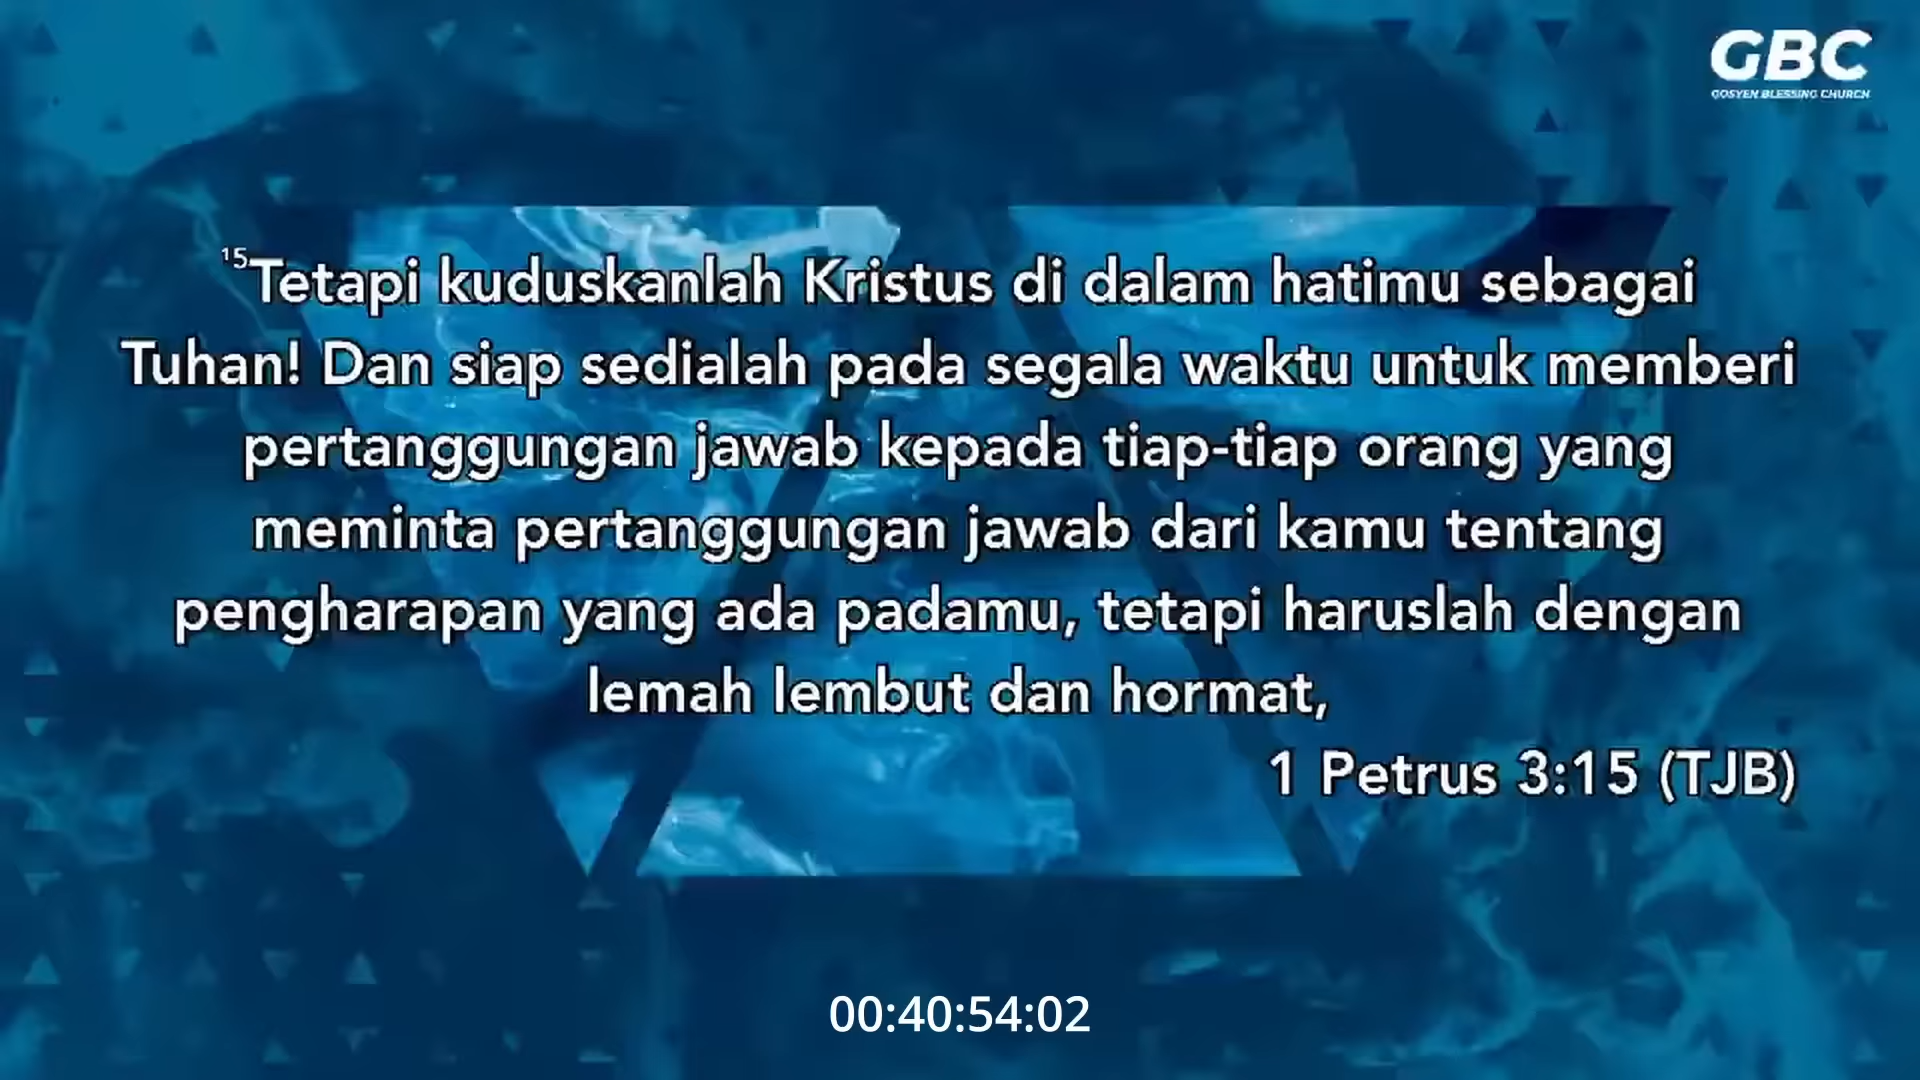 GBC
GOSYEN BLESSING CHURCH
15Tetapi kuduskanlah Kristus di dalam hatimu sebagai
Tuhan! Dan siap sedialah pada segala waktu untuk memberi
pertanggungan jawab kepada tiap-tiap orang yang
meminta pertanggungan jawab dari kamu tentang
pengharapan yang ada padamu, tetapi haruslah dengan
lemah lembut dan hormat,
1 Petrus 3:15 (TJB)
00:40:54:02